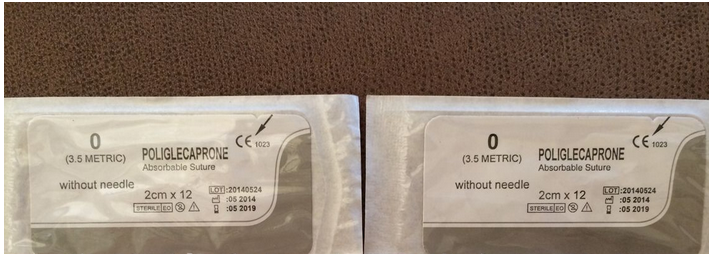 0
(3.5 METRIC)
POLIGLECAPRONE
Absorbable Suture
CE 1023
without needle
2cm x 12
STERILE EO
LOT :20140524
:05 2014
:05 2019
0
(3.5 METRIC)
POLIGLECAPRONE
Absorbable Suture
CE 1023
without needle
2cm x 12
STERILE EO
LOT :20140524
:05 2014
:05 2019